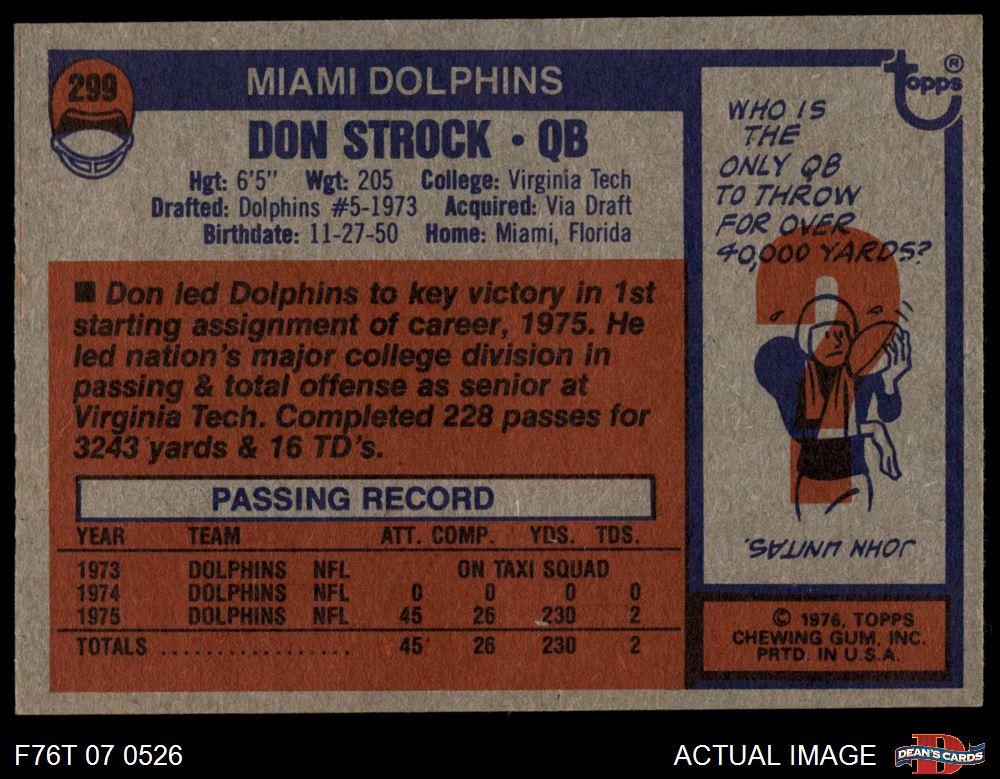 299
MIAMI DOLPHINS
DON STROCK • QB
Hgt: 6'5" Wgt: 205 College: Virginia Tech
Drafted: Dolphins #5-1973 Acquired: Via Draft
Birthdate: 11-27-50 Home: Miami, Florida
■ Don led Dolphins to key victory in 1st
starting assignment of career, 1975. He
led nation's major college division in
passing & total offense as senior at
Virginia Tech. Completed 228 passes for
3243 yards & 16 TD's.
PASSING RECORD
YEAR TEAM ATT. COMP. YDS. TDS.
1973 DOLPHINS NFL ON TAXI SQUAD
1974 DOLPHINS NFL 0 0 0 0
1975 DOLPHINS NFL 45 26 230 2
TOTALS .................... 45 26 230 2
topps®
WHO IS
THE
ONLY QB
TO THROW
FOR OVER
40,000 YARDS?
JOHN UNITAS.
© 1976, TOPPS
CHEWING GUM, INC.
PRTD. IN U.S.A.
F76T 07 0526
ACTUAL IMAGE
DEAN'S CARDS